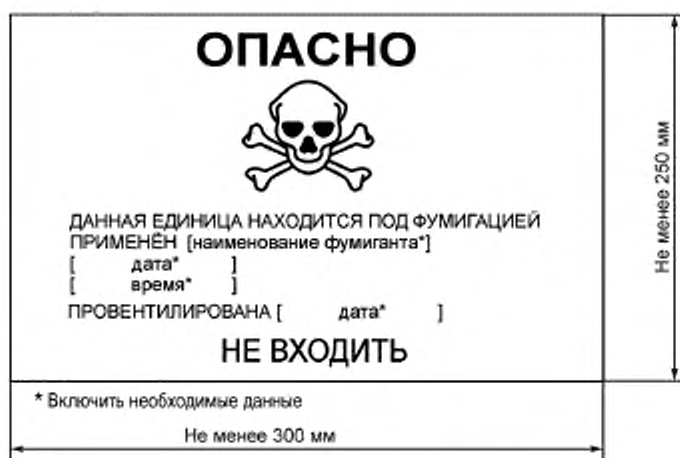 ОПАСНО
ДАННАЯ ЕДИНИЦА НАХОДИТСЯ ПОД ФУМИГАЦИЕЙ
ПРИМЕНЁН [наименование фумиганта*]
[ дата* ]
[ время* ]
ПРОВЕНТИЛИРОВАНА [ дата* ]
НЕ ВХОДИТЬ
* Включить необходимые данные
Не менее 300 мм
Не менее 250 мм